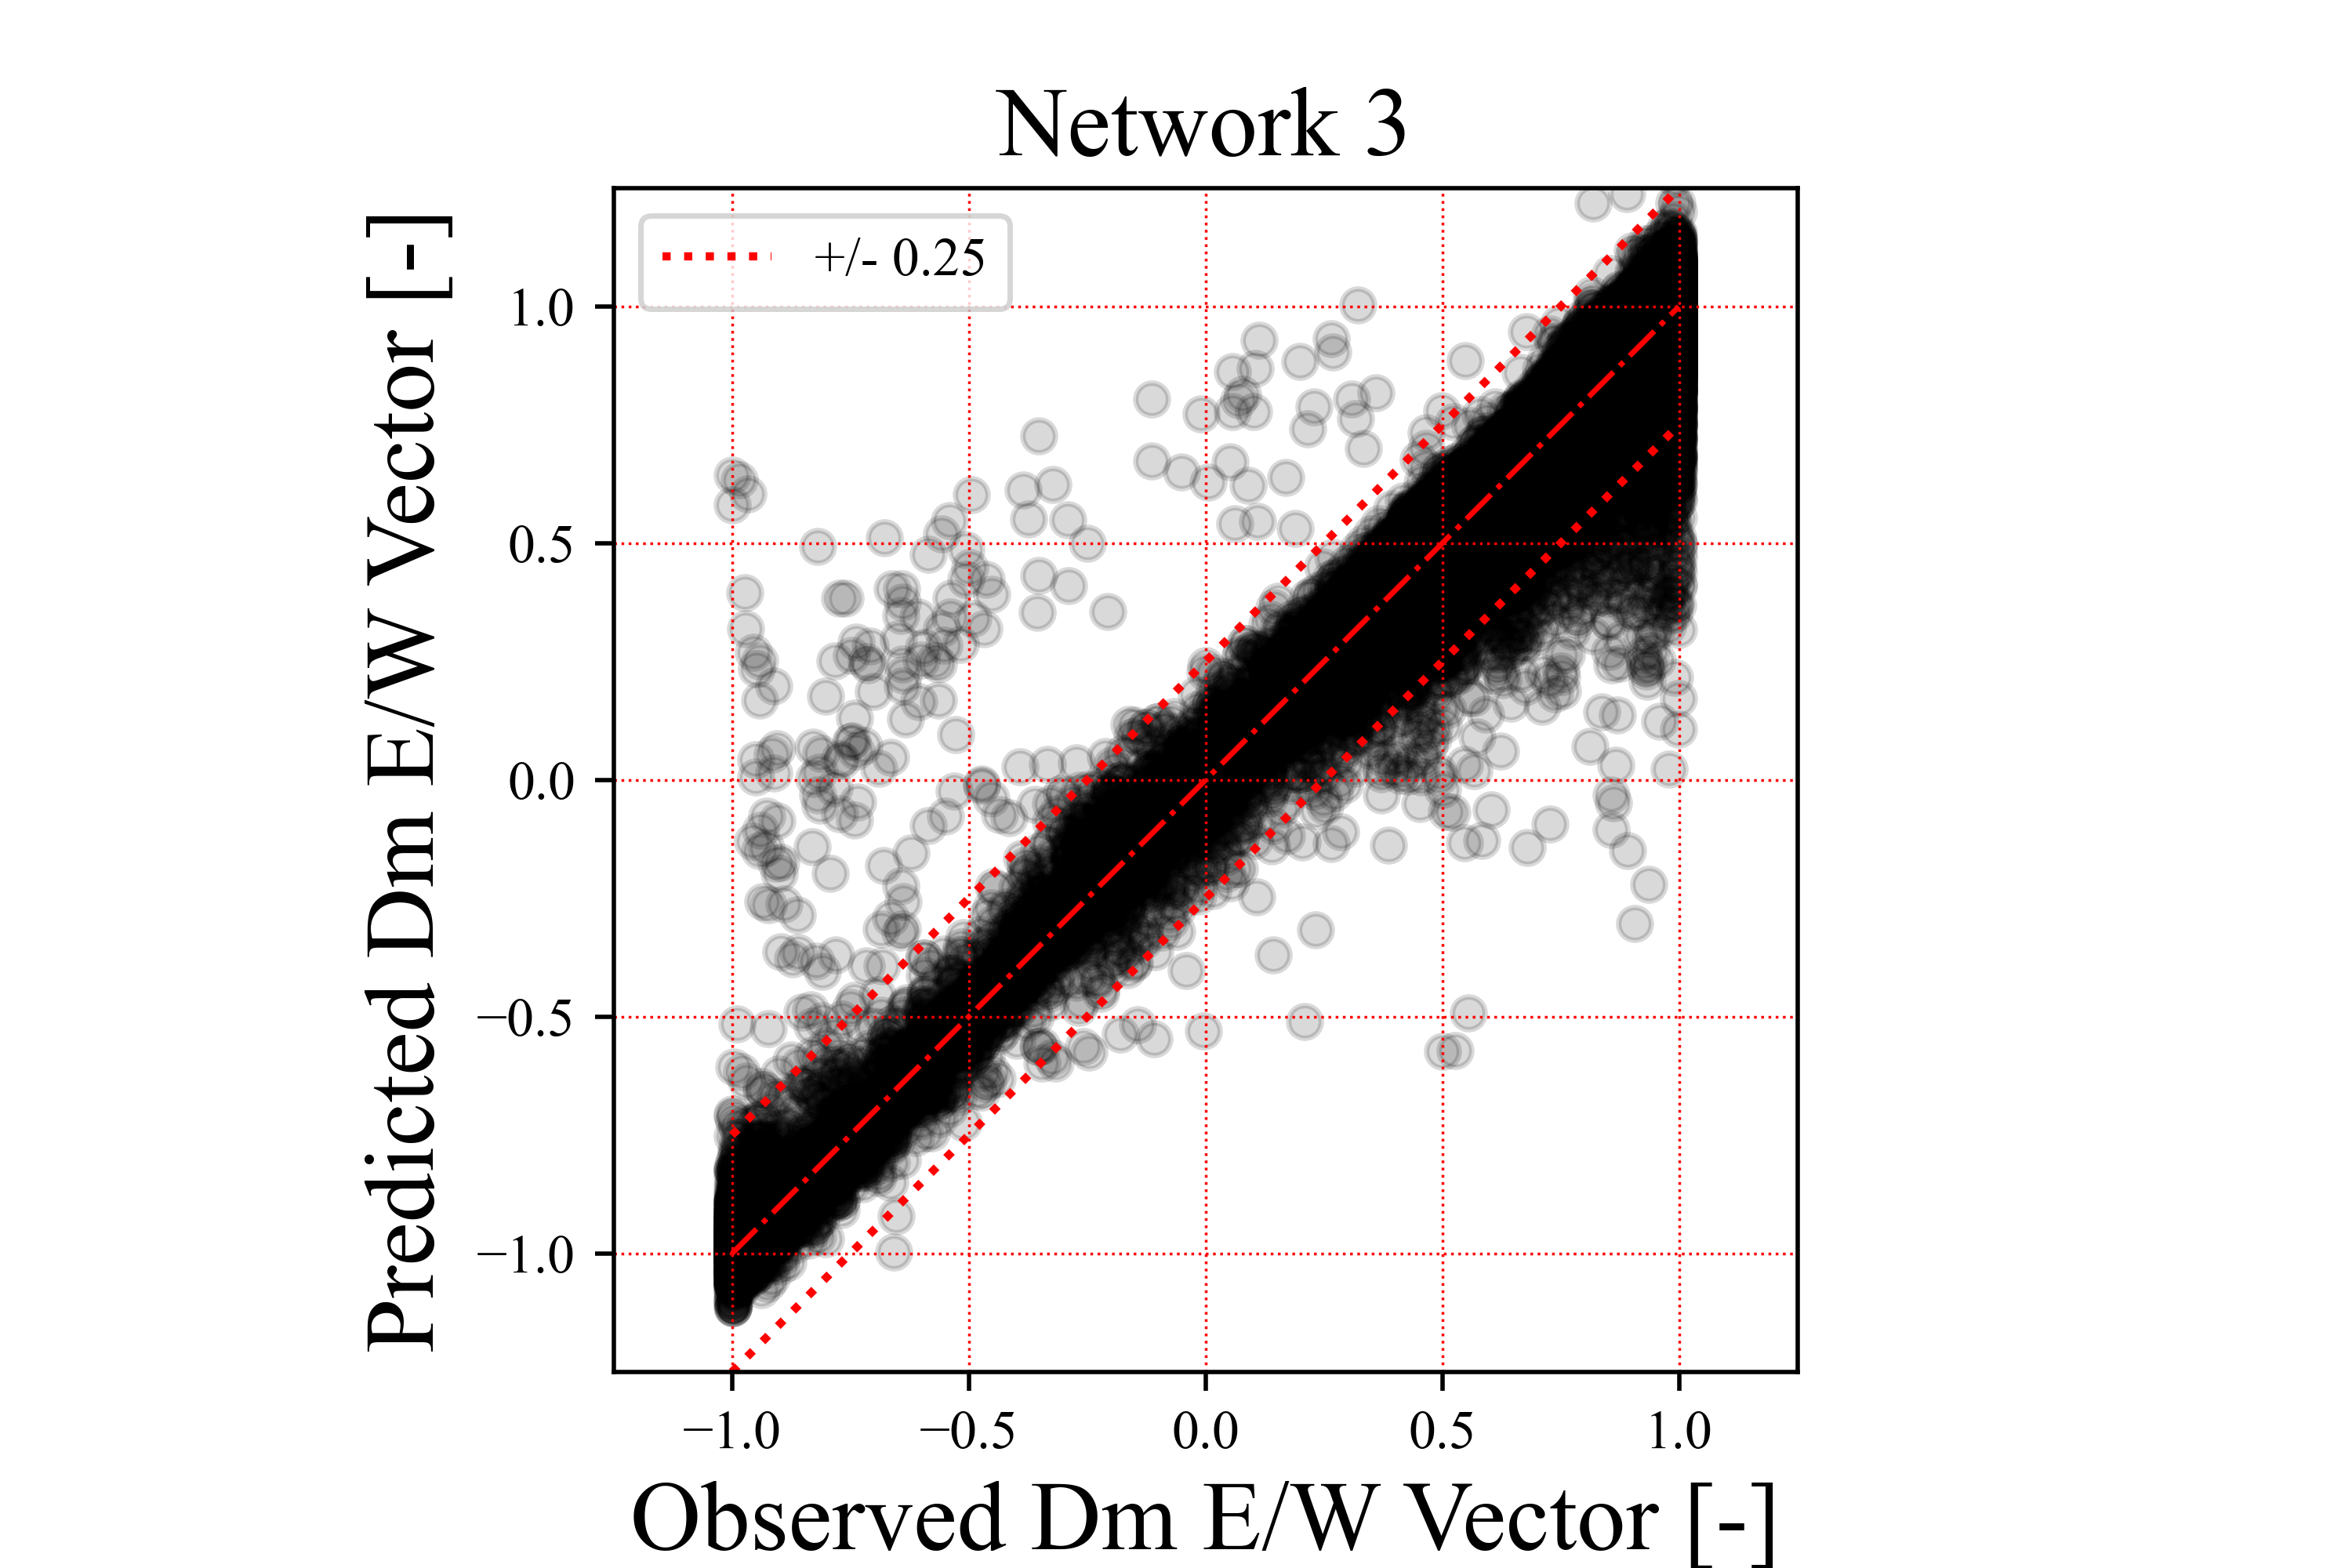 Network 3
+/- 0.25
Predicted Dm E/W Vector [-]
1.0
0.5
0.0
−0.5
−1.0
−1.0 −0.5 0.0 0.5 1.0
Observed Dm E/W Vector [-]